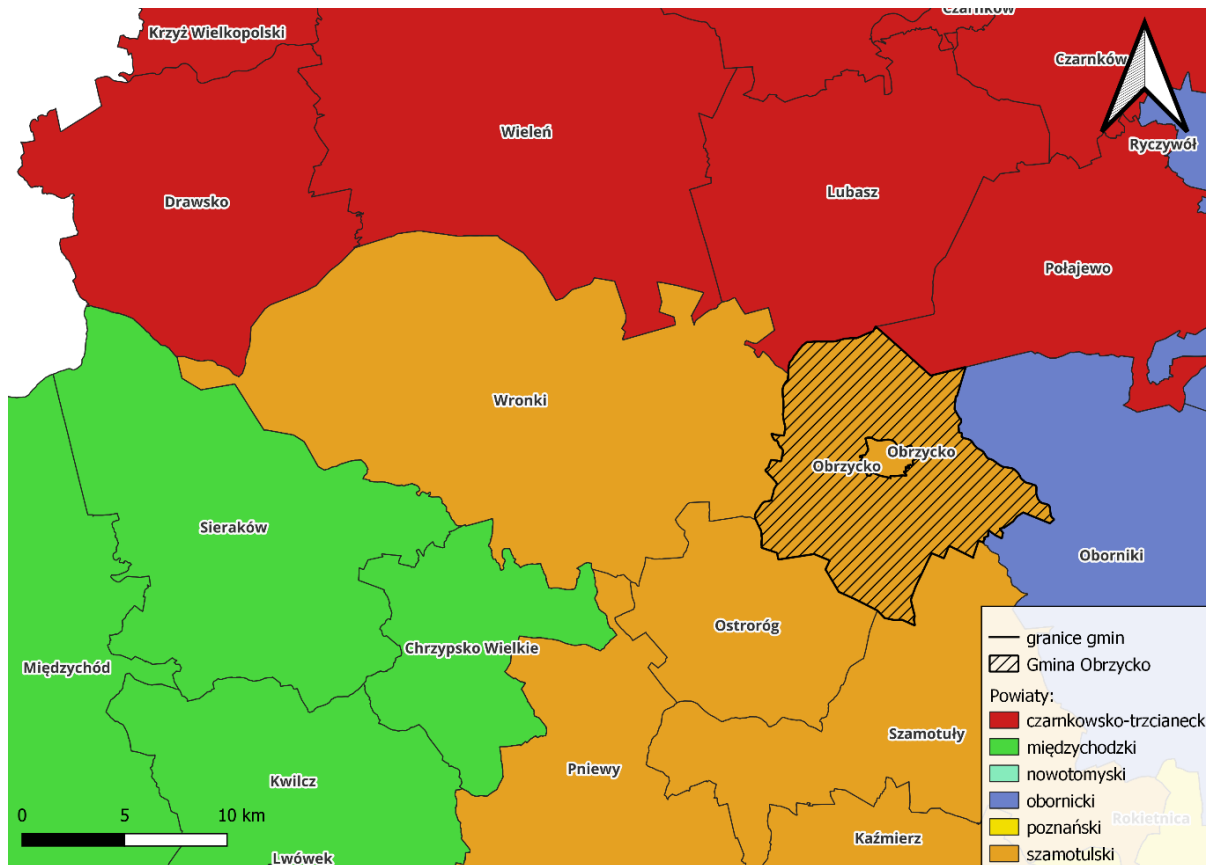 Czarnków
Krzyż Wielkopolski
Czarnków
Wieleń
Ryczywół
Drawsko
Lubasz
Połajewo
Wronki
Obrzycko
Obrzycko
Sieraków
Oborniki
Ostroróg
Chrzypsko Wielkie
Międzychód
Szamotuły
Pniewy
Kwilcz
Rokietnica
Kaźmierz
Lwówek
0 5 10 km
granice gmin
Gmina Obrzycko
Powiaty:
czarnkowsko-trzcianeck
międzychodzki
nowotomyski
obornicki
poznański
szamotulski